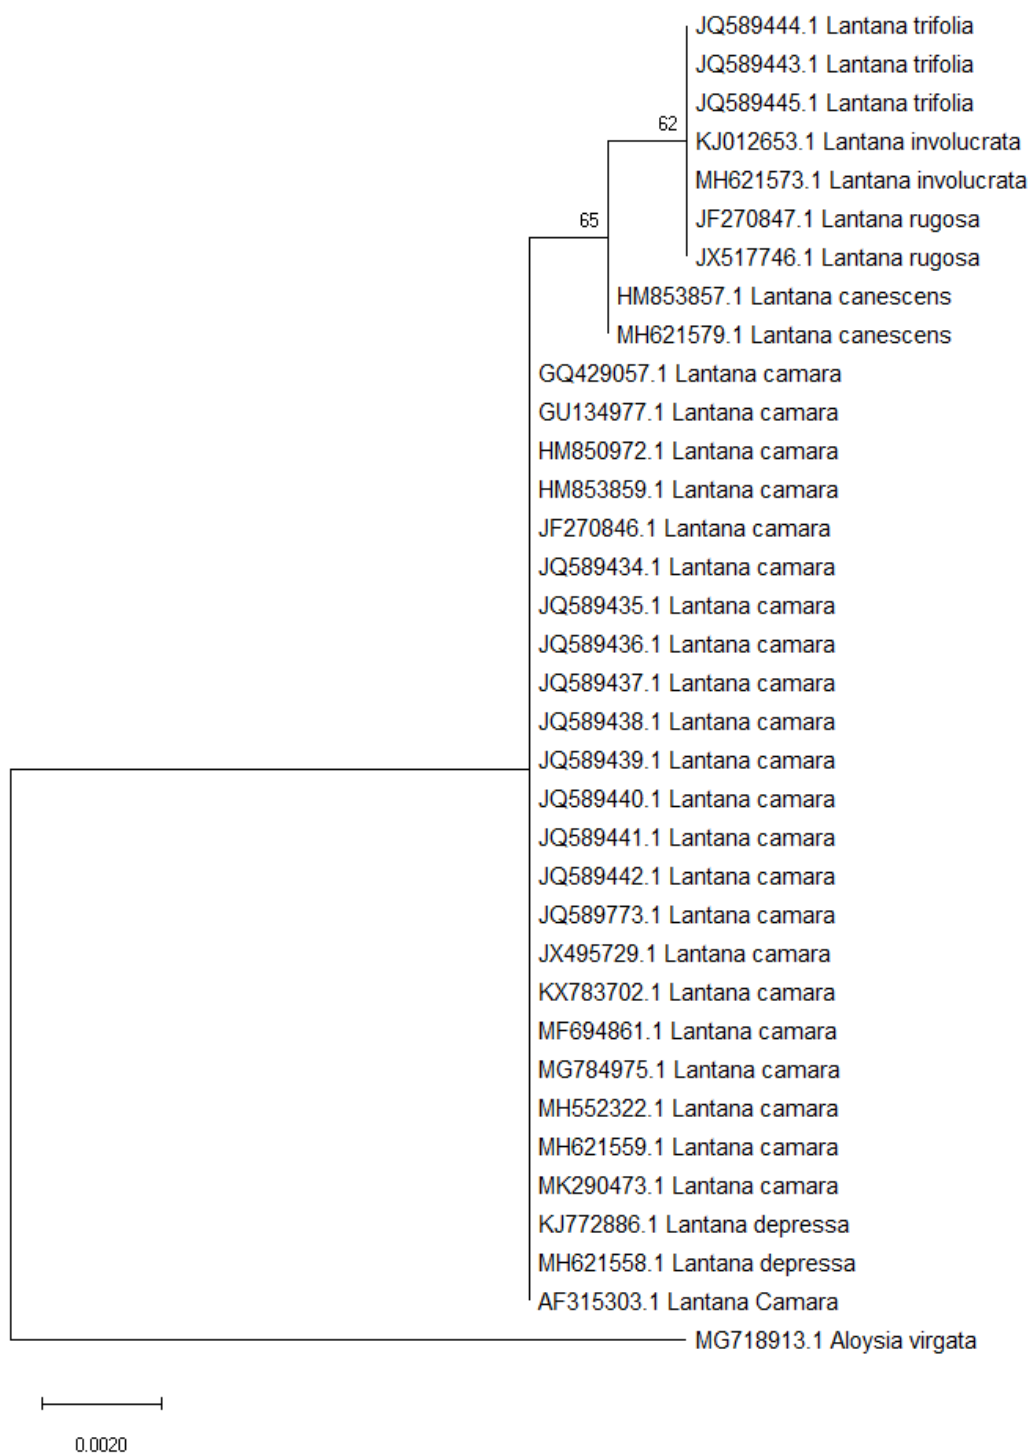 JQ589444.1 Lantana trifolia
JQ589443.1 Lantana trifolia
JQ589445.1 Lantana trifolia
62
KJ012653.1 Lantana involucrata
MH621573.1 Lantana involucrata
65
JF270847.1 Lantana rugosa
JX517746.1 Lantana rugosa
HM853857.1 Lantana canescens
MH621579.1 Lantana canescens
GQ429057.1 Lantana camara
GU134977.1 Lantana camara
HM850972.1 Lantana camara
HM853859.1 Lantana camara
JF270846.1 Lantana camara
JQ589434.1 Lantana camara
JQ589435.1 Lantana camara
JQ589436.1 Lantana camara
JQ589437.1 Lantana camara
JQ589438.1 Lantana camara
JQ589439.1 Lantana camara
JQ589440.1 Lantana camara
JQ589441.1 Lantana camara
JQ589442.1 Lantana camara
JQ589773.1 Lantana camara
JX495729.1 Lantana camara
KX783702.1 Lantana camara
MF694861.1 Lantana camara
MG784975.1 Lantana camara
MH552322.1 Lantana camara
MH621559.1 Lantana camara
MK290473.1 Lantana camara
KJ772886.1 Lantana depressa
MH621558.1 Lantana depressa
AF315303.1 Lantana Camara
MG718913.1 Aloysia virgata
0.0020